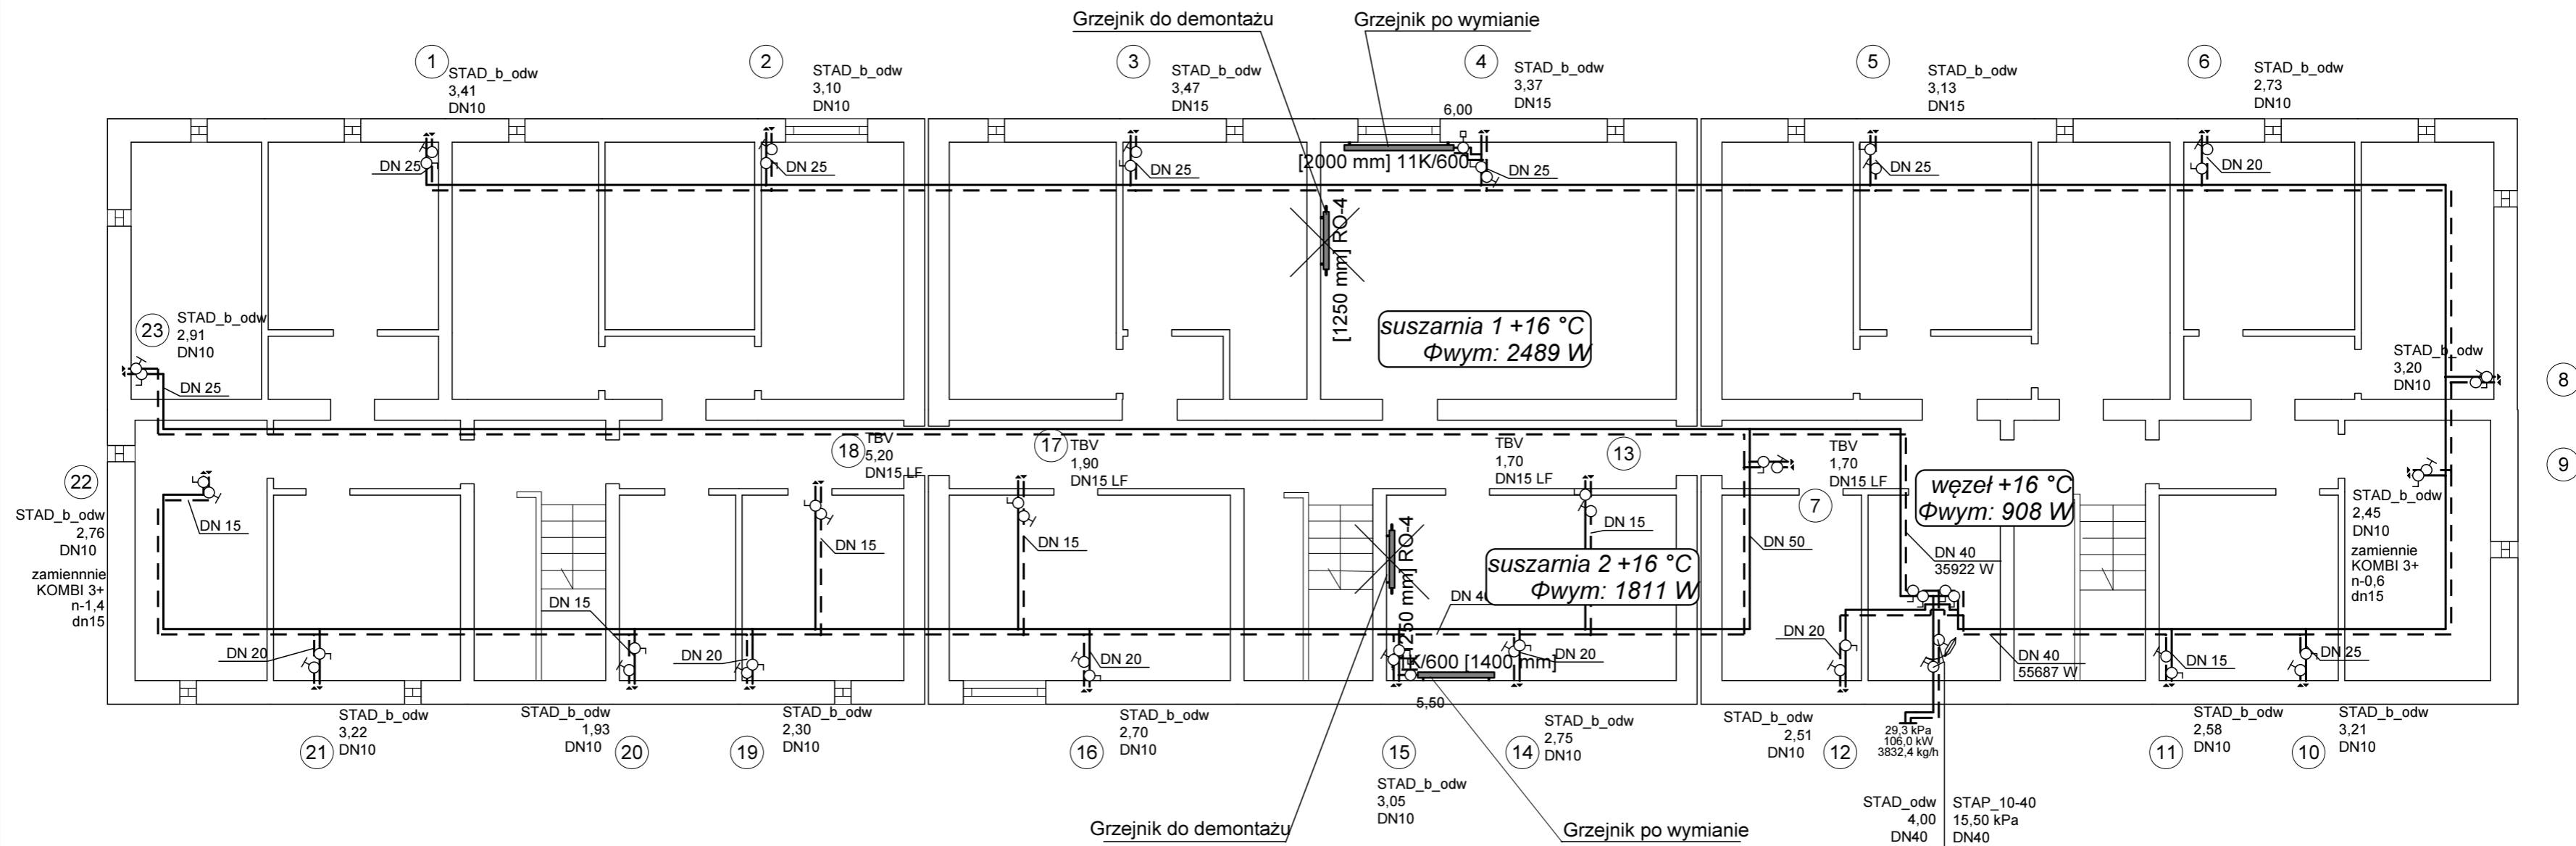 Grzejnik do demontażu
Grzejnik po wymianie
1
STAD_b_odw
3,41
DN10
2
STAD_b_odw
3,10
DN10
3
STAD_b_odw
3,47
DN15
4
STAD_b_odw
3,37
DN15
6,00
5
STAD_b_odw
3,13
DN15
6
STAD_b_odw
2,73
DN10
DN 25
DN 25
DN 25
[2000 mm] 11K/600
DN 25
DN 25
DN 20
[1250 mm] RO-4
suszarnia 1 +16 °C
Φwym: 2489 W
23
STAD_b_odw
2,91
DN10
DN 25
STAD_b_odw
3,20
DN10
8
18
TBV
5,20
DN15 LF
17
TBV
1,90
DN15 LF
TBV
1,70
DN15 LF
13
TBV
1,70
DN15 LF
7
węzeł +16 °C
Φwym: 908 W
9
STAD_b_odw
2,45
DN10
zamiennie
KOMBI 3+
n-0,6
dn15
22
STAD_b_odw
2,76
DN10
zamiennnie
KOMBI 3+
n-1,4
dn15
DN 15
DN 15
DN 15
DN 15
DN 50
DN 40
35922 W
[1250 mm] RO-4
suszarnia 2 +16 °C
Φwym: 1811 W
DN 15
DN 20
DN 20
DN 20
K/600 [1400 mm]
DN 20
DN 20
DN 40
55687 W
DN 15
DN 25
5,50
21
STAD_b_odw
3,22
DN10
STAD_b_odw
1,93
DN10
20
19
STAD_b_odw
2,30
DN10
16
STAD_b_odw
2,70
DN10
15
STAD_b_odw
3,05
DN10
14
STAD_b_odw
2,75
DN10
STAD_b_odw
2,51
DN10
12
29,3 kPa
106,0 kW
3832,4 kg/h
11
STAD_b_odw
2,58
DN10
10
STAD_b_odw
3,21
DN10
STAD_odw
4,00
DN40
STAP_10-40
15,50 kPa
DN40
Grzejnik do demontażu
Grzejnik po wymianie